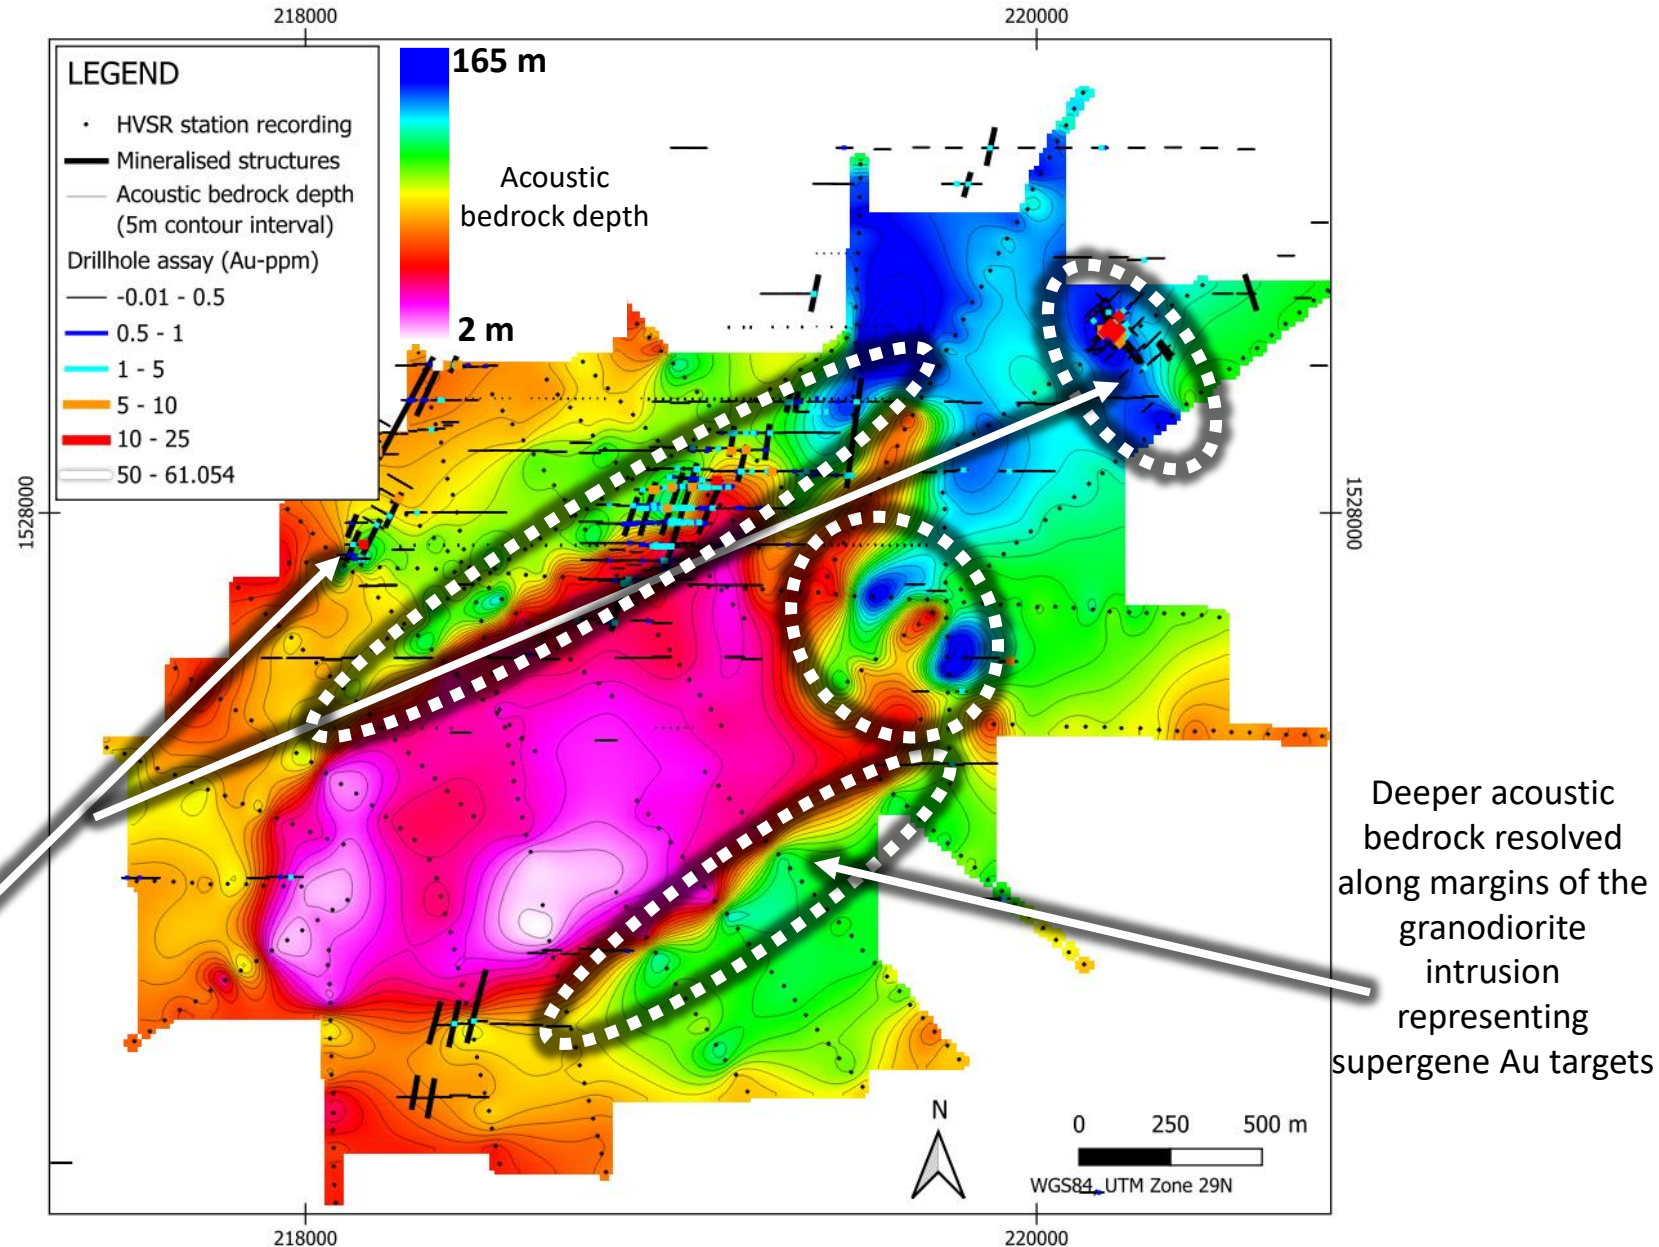 218000
220000
LEGEND
HVSR station recording
Mineralised structures
Acoustic bedrock depth
(5m contour interval)
Drillhole assay (Au-ppm)
-0.01 - 0.5
0.5 - 1
1 - 5
5 - 10
10 - 25
50 - 61.054
165 m
Acoustic
bedrock depth
2 m
1528000
1528000
Deeper acoustic
bedrock resolved
along margins of the
granodiorite
intrusion
representing
supergene Au targets
N
0 250 500 m
WGS84, UTM Zone 29N
218000
220000